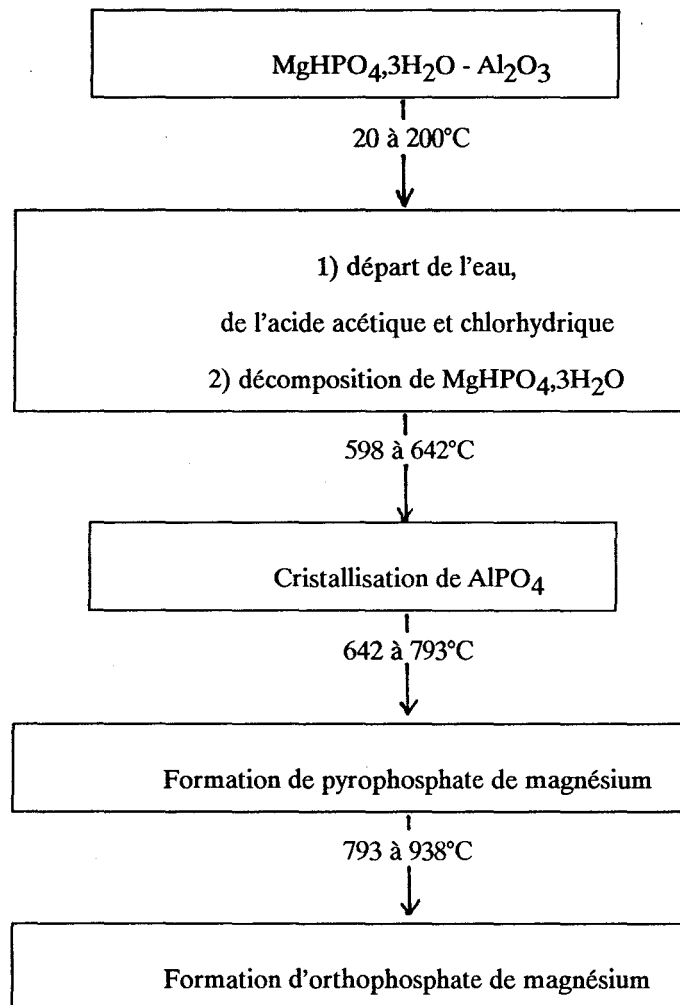 MgHPO4,3H2O - Al2O3
20 à 200°C
1) départ de l'eau,
de l'acide acétique et chlorhydrique
2) décomposition de MgHPO4,3H2O
598 à 642°C
Cristallisation de AlPO4
642 à 793°C
Formation de pyrophosphate de magnésium
793 à 938°C
Formation d'orthophosphate de magnésium